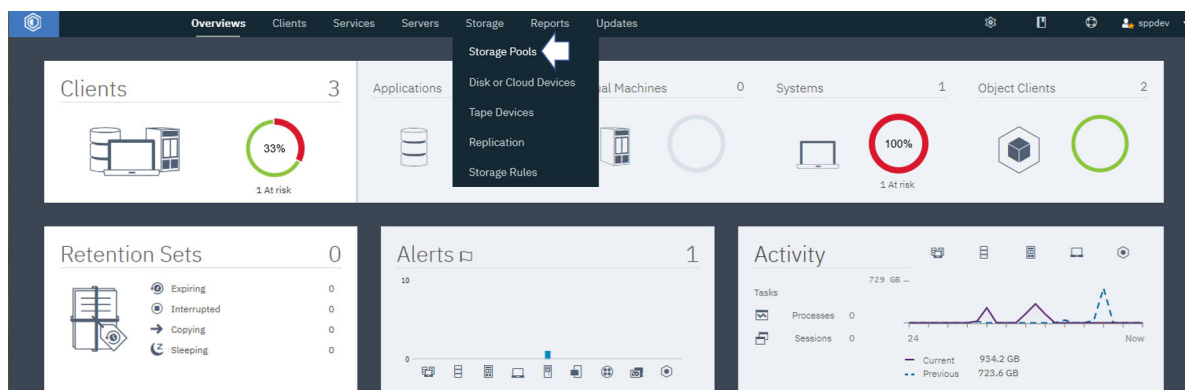 Overviews Clients Services Servers Storage Reports Updates sppdev
Storage Pools
Disk or Cloud Devices
Tape Devices
Replication
Storage Rules
Clients 3
33%
1 At risk
Applications
ual Machines 0
Systems 1
100%
1 At risk
Object Clients 2
Retention Sets 0
Expiring 0
Interrupted 0
Copying 0
Sleeping 0
Alerts 1
10
0
Activity
729 GB
Tasks
Processes 0
Sessions 0
24 Now
Current 934.2 GB
Previous 723.6 GB